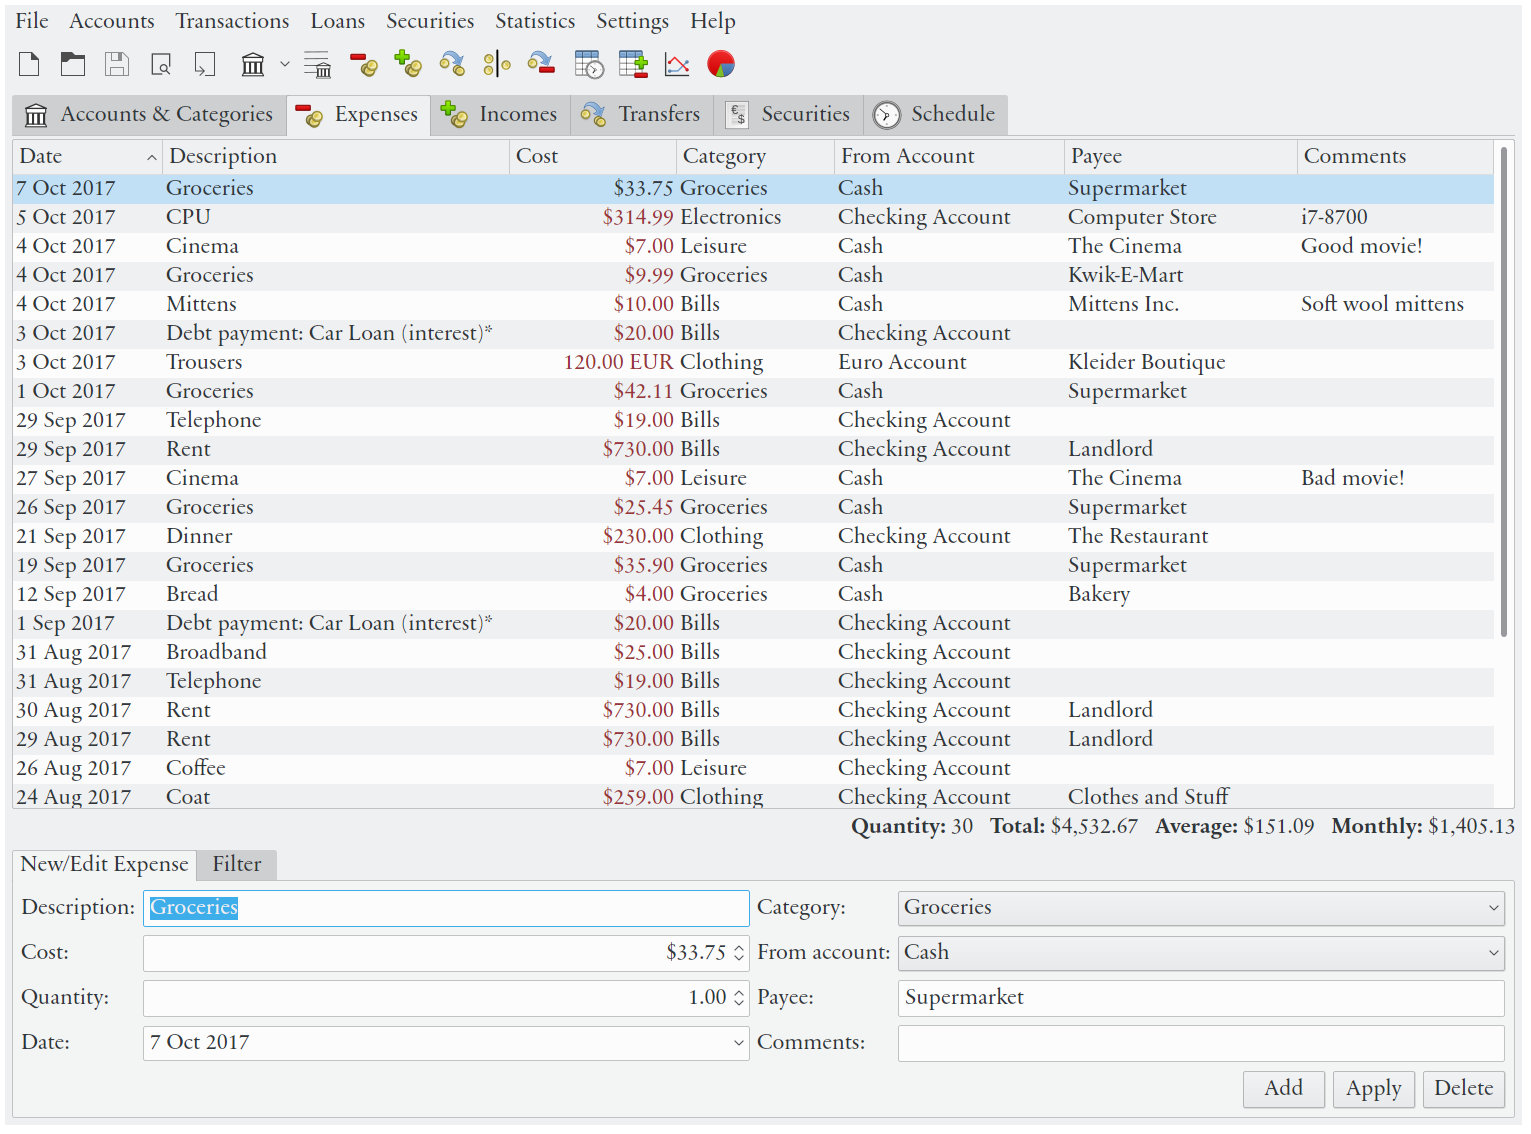 File Accounts Transactions Loans Securities Statistics Settings Help
Accounts & Categories Expenses Incomes Transfers Securities Schedule
Date Description Cost Category From Account Payee Comments
7 Oct 2017 Groceries $33.75 Groceries Cash Supermarket
5 Oct 2017 CPU $314.99 Electronics Checking Account Computer Store i7-8700
4 Oct 2017 Cinema $7.00 Leisure Cash The Cinema Good movie!
4 Oct 2017 Groceries $9.99 Groceries Cash Kwik-E-Mart
4 Oct 2017 Mittens $10.00 Bills Cash Mittens Inc. Soft wool mittens
3 Oct 2017 Debt payment: Car Loan (interest)* $20.00 Bills Checking Account
3 Oct 2017 Trousers 120.00 EUR Clothing Euro Account Kleider Boutique
1 Oct 2017 Groceries $42.11 Groceries Cash Supermarket
29 Sep 2017 Telephone $19.00 Bills Checking Account
29 Sep 2017 Rent $730.00 Bills Checking Account Landlord
27 Sep 2017 Cinema $7.00 Leisure Cash The Cinema Bad movie!
26 Sep 2017 Groceries $25.45 Groceries Cash Supermarket
21 Sep 2017 Dinner $230.00 Clothing Checking Account The Restaurant
19 Sep 2017 Groceries $35.90 Groceries Cash Supermarket
12 Sep 2017 Bread $4.00 Groceries Cash Bakery
1 Sep 2017 Debt payment: Car Loan (interest)* $20.00 Bills Checking Account
31 Aug 2017 Broadband $25.00 Bills Checking Account
31 Aug 2017 Telephone $19.00 Bills Checking Account
30 Aug 2017 Rent $730.00 Bills Checking Account Landlord
29 Aug 2017 Rent $730.00 Bills Checking Account Landlord
26 Aug 2017 Coffee $7.00 Leisure Checking Account
24 Aug 2017 Coat $259.00 Clothing Checking Account Clothes and Stuff
Quantity: 30 Total: $4,532.67 Average: $151.09 Monthly: $1,405.13
New/Edit Expense Filter
Description: Groceries Category: Groceries
Cost: $33.75 From account: Cash
Quantity: 1.00 Payee: Supermarket
Date: 7 Oct 2017 Comments:
Add Apply Delete